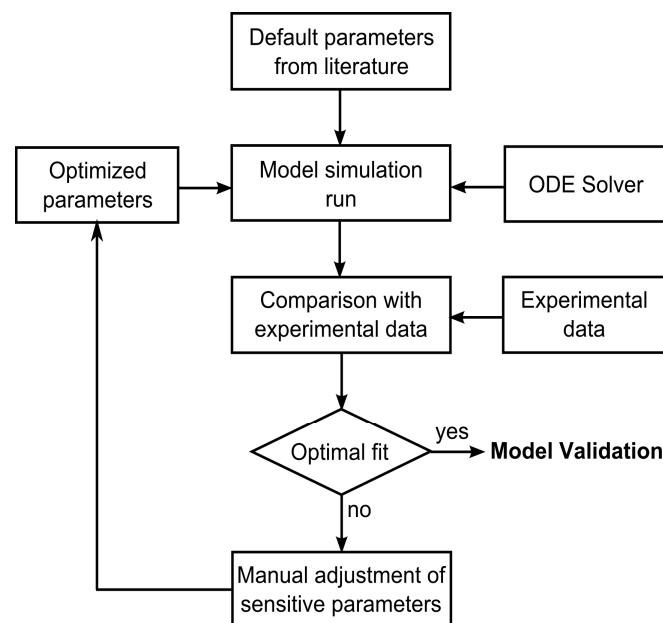 Default parameters
from literature
Optimized
parameters
Model simulation
run
ODE Solver
Comparison with
experimental data
Experimental
data
Optimal fit
yes
Model Validation
no
Manual adjustment of
sensitive parameters